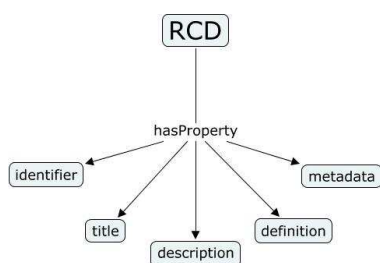 RCD
hasProperty
identifier
metadata
title
definition
description